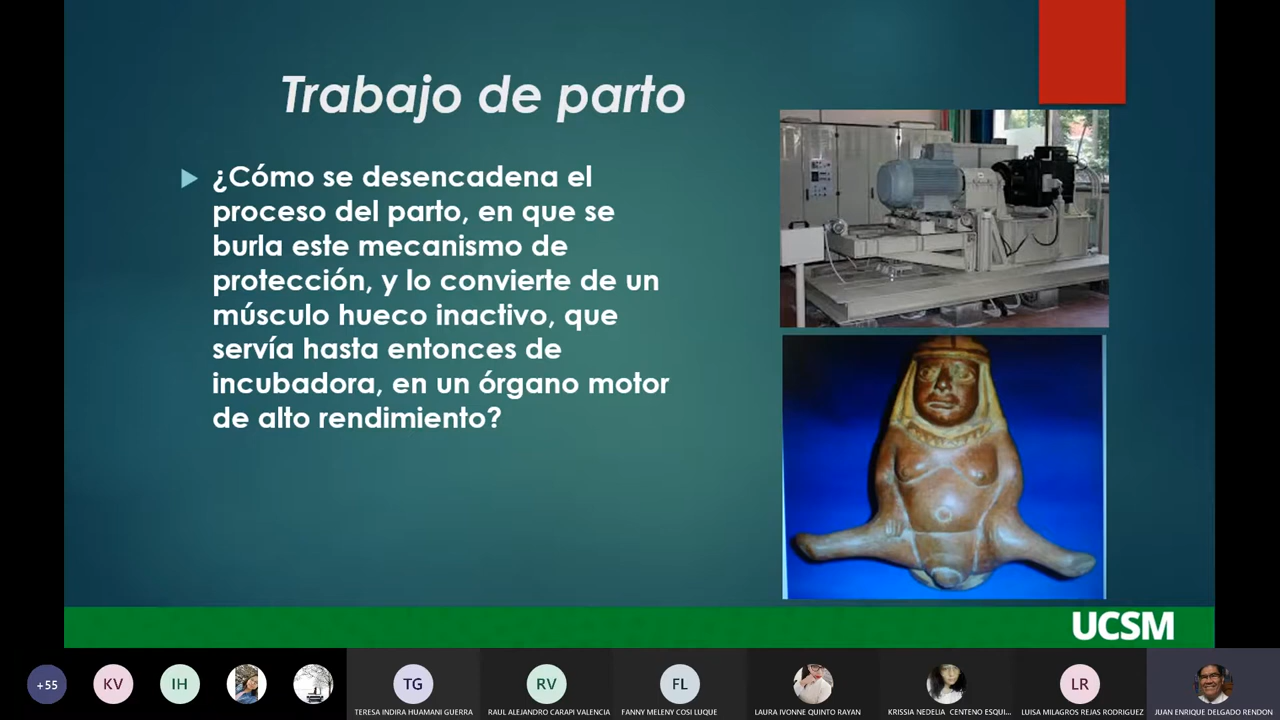 Trabajo de parto
¿Cómo se desencadena el
proceso del parto, en que se
burla este mecanismo de
protección, y lo convierte de un
músculo hueco inactivo, que
servía hasta entonces de
incubadora, en un órgano motor
de alto rendimiento?
UCSM
+55
KV
IH
TG
RV
FL
LR
TERESA INDIRA HUAMANI GUERRA
RAUL ALEJANDRO CARAPI VALENCIA
FANNY MELENY COSI LUQUE
LAURA IVONNE QUINTO RAYAN
KRISSIA NEDELIA CENTENO ESQUI...
LUISA MILAGROS REJAS RODRIGUEZ
JUAN ENRIQUE DELGADO RENDON